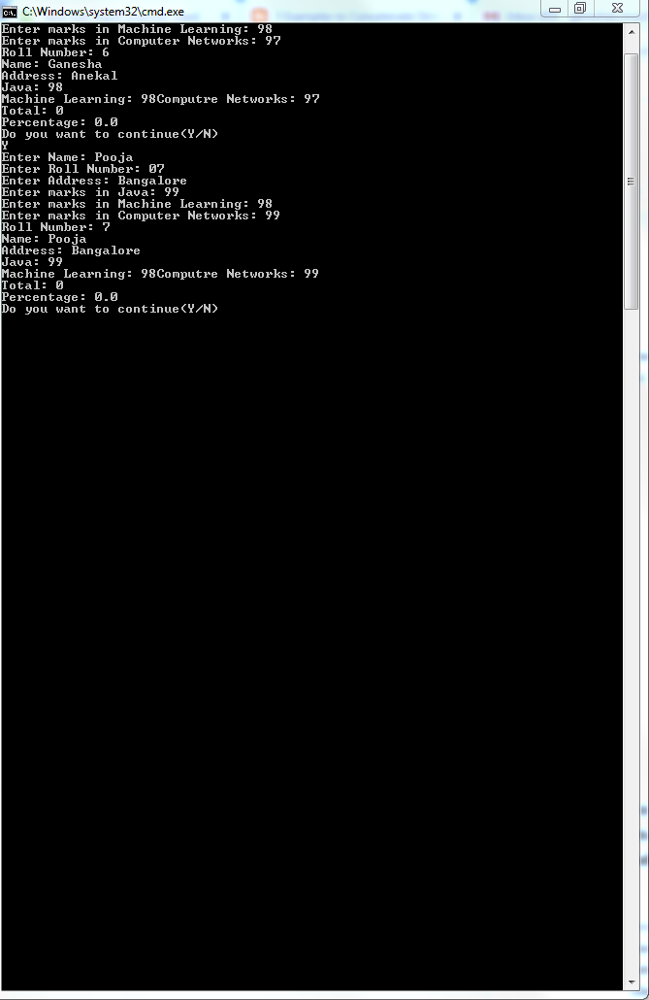 C:\Windows\system32\cmd.exe
Enter marks in Machine Learning: 98
Enter marks in Computer Networks: 97
Roll Number: 6
Name: Ganesha
Address: Anekal
Java: 98
Machine Learning: 98Computre Networks: 97
Total: 0
Percentage: 0.0
Do you want to continue(Y/N)
Y
Enter Name: Pooja
Enter Roll Number: 07
Enter Address: Bangalore
Enter marks in Java: 99
Enter marks in Machine Learning: 98
Enter marks in Computer Networks: 99
Roll Number: 7
Name: Pooja
Address: Bangalore
Java: 99
Machine Learning: 98Computre Networks: 99
Total: 0
Percentage: 0.0
Do you want to continue(Y/N)